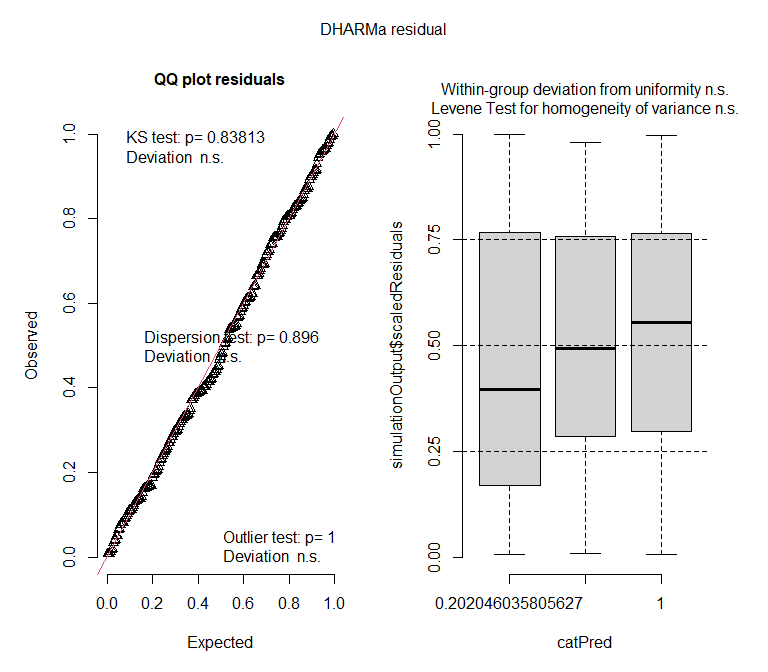 DHARMa residual
QQ plot residuals
KS test: p= 0.83813
Deviation n.s.
Dispersion test: p= 0.896
Deviation n.s.
Outlier test: p= 1
Deviation n.s.
Observed
0.0 0.2 0.4 0.6 0.8 1.0
0.0 0.2 0.4 0.6 0.8 1.0
Expected
Within-group deviation from uniformity n.s.
Levene Test for homogeneity of variance n.s.
simulationOutput$scaledResiduals
0.00 0.25 0.50 0.75 1.00
0.202046035805627 1
catPred